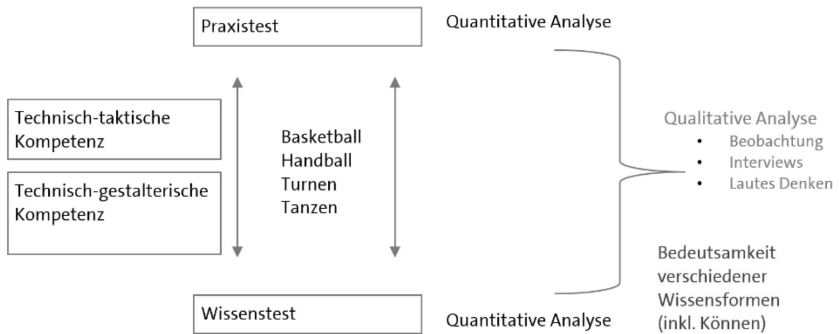 Praxistest
Quantitative Analyse
Technisch-taktische
Kompetenz
Technisch-gestalterische
Kompetenz
Basketball
Handball
Turnen
Tanzen
Qualitative Analyse
• Beobachtung
• Interviews
• Lautes Denken
Bedeutsamkeit
verschiedener
Wissensformen
(inkl. Können)
Wissenstest
Quantitative Analyse